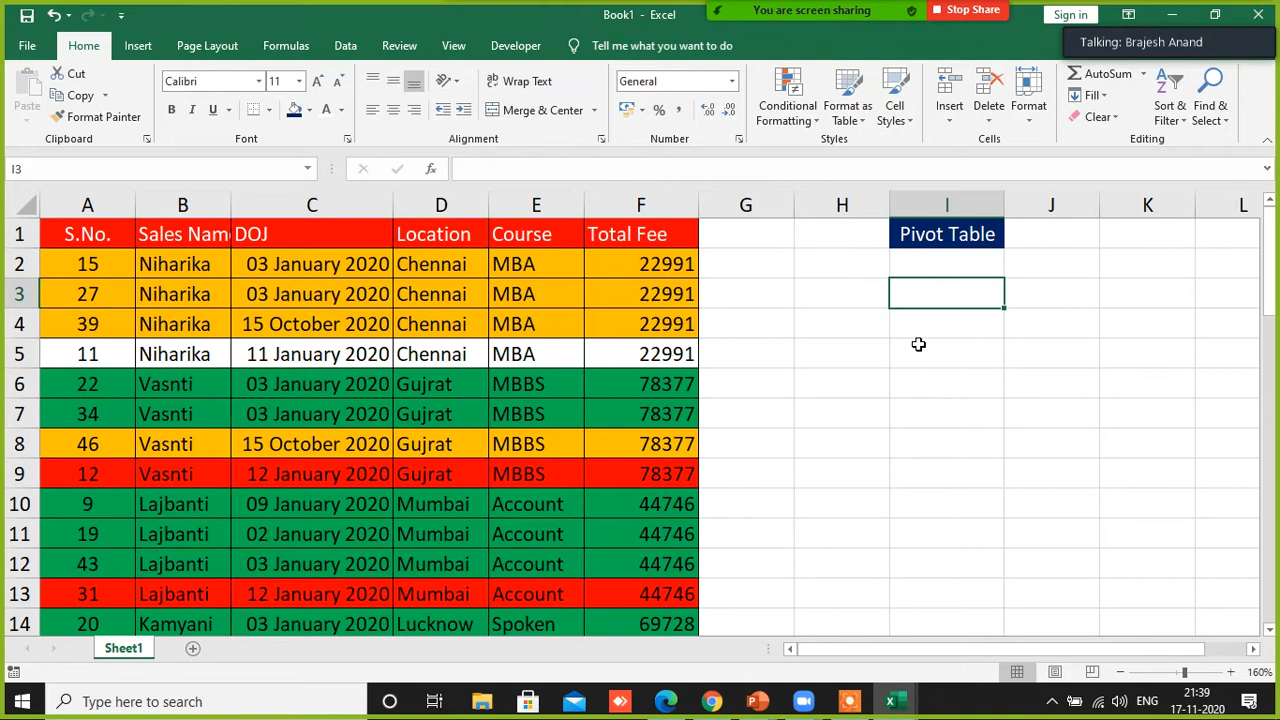 Book1 - Excel
You are screen sharing
Stop Share
Sign in
Talking: Brajesh Anand
File Home Insert Page Layout Formulas Data Review View Developer Tell me what you want to do
Paste
Cut
Copy
Format Painter
Clipboard
Calibri 11
B I U A
Font
Wrap Text
Merge & Center
Alignment
General
%
Number
Conditional Formatting
Format as Table
Cell Styles
Styles
Insert Delete Format
Cells
AutoSum
Fill
Clear
Sort & Filter
Find & Select
Editing
I3 fx
A B C D E F G H I J K L
1 S.No. Sales Nam DOJ Location Course Total Fee Pivot Table
2 15 Niharika 03 January 2020 Chennai MBA 22991
3 27 Niharika 03 January 2020 Chennai MBA 22991
4 39 Niharika 15 October 2020 Chennai MBA 22991
5 11 Niharika 11 January 2020 Chennai MBA 22991
6 22 Vasnti 03 January 2020 Gujrat MBBS 78377
7 34 Vasnti 03 January 2020 Gujrat MBBS 78377
8 46 Vasnti 15 October 2020 Gujrat MBBS 78377
9 12 Vasnti 12 January 2020 Gujrat MBBS 78377
10 9 Lajbanti 09 January 2020 Mumbai Account 44746
11 19 Lajbanti 02 January 2020 Mumbai Account 44746
12 43 Lajbanti 03 January 2020 Mumbai Account 44746
13 31 Lajbanti 12 January 2020 Mumbai Account 44746
14 20 Kamyani 03 January 2020 Lucknow Spoken 69728
Sheet1
160%
Type here to search
ENG
21:39
17-11-2020